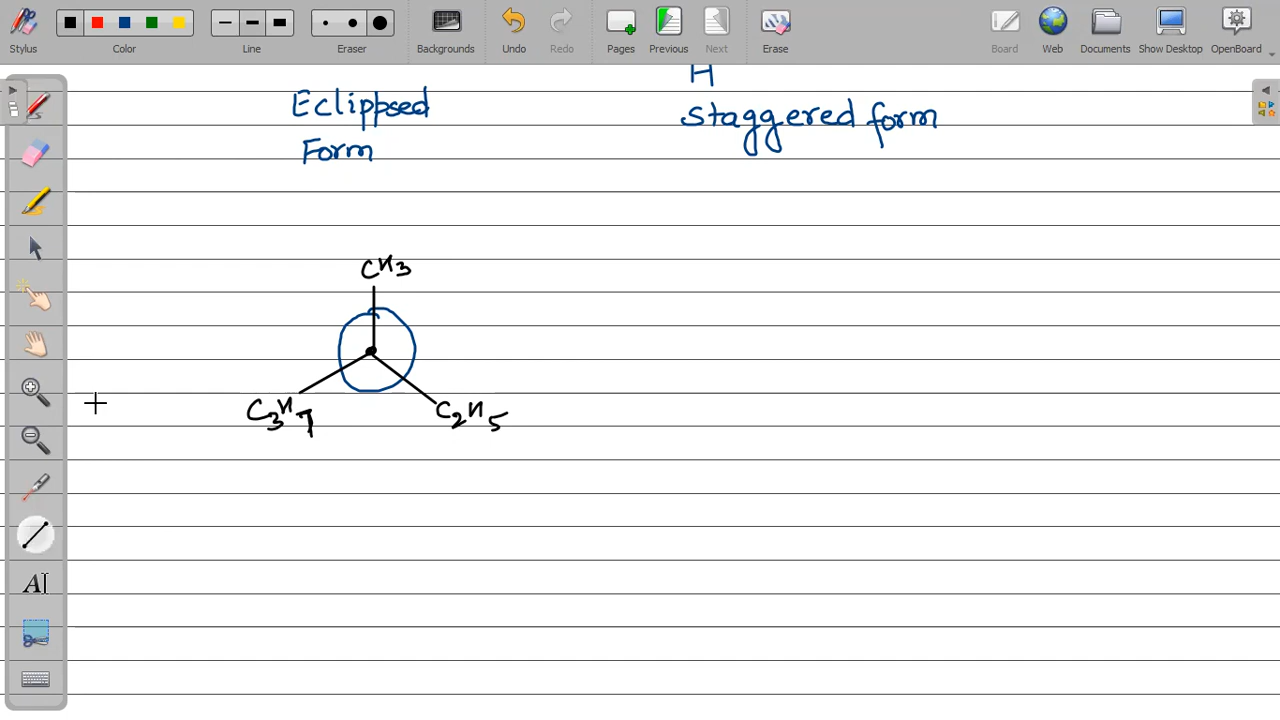 Stylus
Color
Line
Eraser
Backgrounds
Undo
Redo
Pages
Previous
Next
Erase
Board
Web
Documents
Show Desktop
OpenBoard
H
Eclippsed
Form
Staggered form
CH3
C3H7
C2H5
A